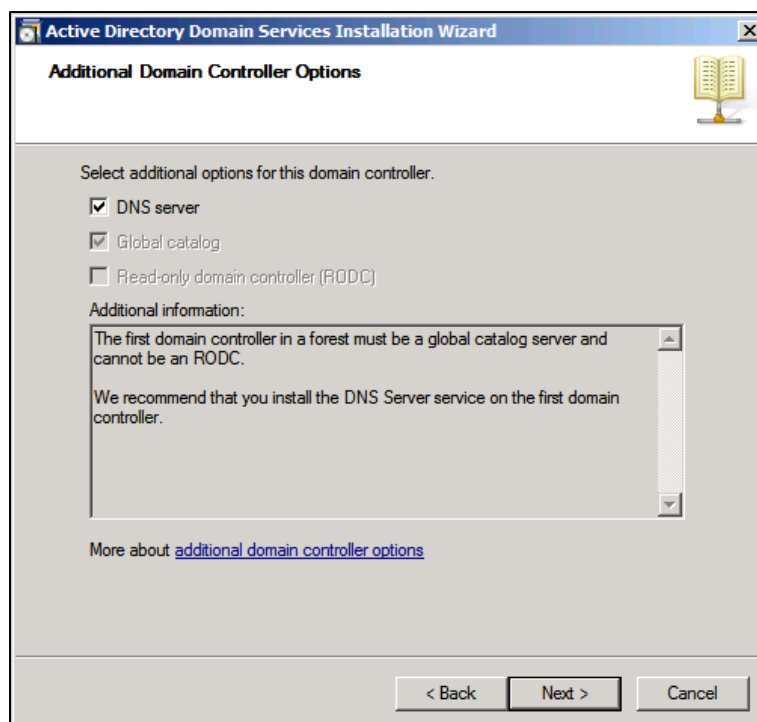 Active Directory Domain Services Installation Wizard
Additional Domain Controller Options
Select additional options for this domain controller.
DNS server
Global catalog
Read-only domain controller (RODC)
Additional information:
The first domain controller in a forest must be a global catalog server and
cannot be an RODC.
We recommend that you install the DNS Server service on the first domain
controller.
More about additional domain controller options
< Back
Next >
Cancel